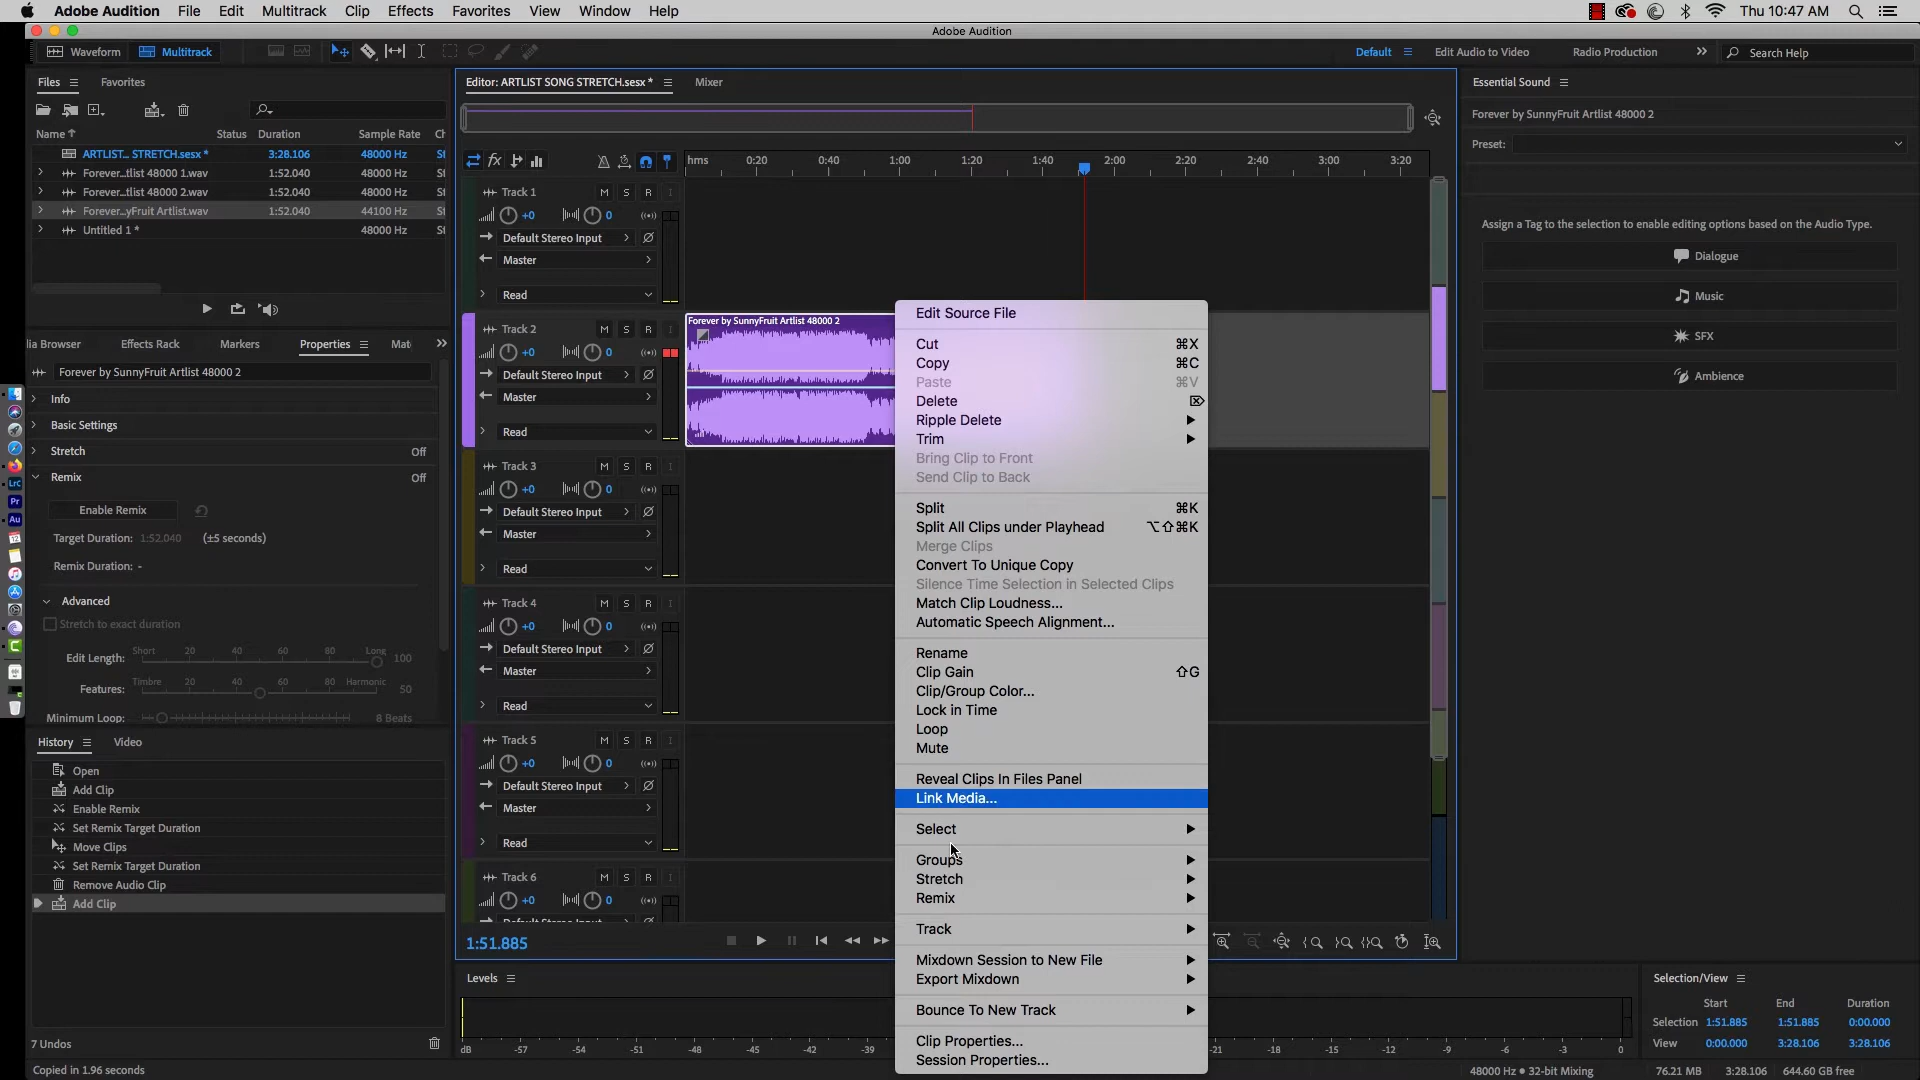 Adobe Audition File Edit Multitrack Clip Effects Favorites View Window Help Thu 10:47 AM
Adobe Audition
Waveform Multitrack Default Edit Audio to Video Radio Production Search Help
Files Favorites
Name Status Duration Sample Rate
ARTLIST... STRETCH.sesx * 3:28.106 48000 Hz
Forever...tlist 48000 1.wav 1:52.040 48000 Hz
Forever...tlist 48000 2.wav 1:52.040 48000 Hz
Forever...yFruit Artlist.wav 1:52.040 44100 Hz
Untitled 1 * 48000 Hz
lia Browser Effects Rack Markers Properties Mat
Forever by SunnyFruit Artlist 48000 2
Info
Basic Settings
Stretch Off
Remix Off
Enable Remix
Target Duration: 1:52.040 (±5 seconds)
Remix Duration: -
Advanced
Stretch to exact duration
Short 20 40 60 80 Long
Edit Length: 100
Timbre 20 40 60 80 Harmonic
Features: 50
Minimum Loop: 8 Beats
History Video
Open
Add Clip
Enable Remix
Set Remix Target Duration
Move Clips
Set Remix Target Duration
Remove Audio Clip
Add Clip
7 Undos
Copied in 1.96 seconds
Editor: ARTLIST SONG STRETCH.sesx * Mixer
fx hms 0:20 0:40 1:00 1:20 1:40 2:00 2:20 2:40 3:00 3:20
Track 1 M S R I
+0 0
Default Stereo Input
Master
Read
Track 2 M S R I
+0 0
Default Stereo Input
Master
Read
Forever by SunnyFruit Artlist 48000 2
Track 3 M S R I
+0 0
Default Stereo Input
Master
Read
Track 4 M S R I
+0 0
Default Stereo Input
Master
Read
Track 5 M S R I
+0 0
Default Stereo Input
Master
Read
Track 6 M S R I
+0 0
Default Stereo Input
1:51.885
Edit Source File
Cut ⌘X
Copy ⌘C
Paste ⌘V
Delete ⌦
Ripple Delete
Trim
Bring Clip to Front
Send Clip to Back
Split ⌘K
Split All Clips under Playhead ⌥⇧⌘K
Merge Clips
Convert To Unique Copy
Silence Time Selection in Selected Clips
Match Clip Loudness...
Automatic Speech Alignment...
Rename
Clip Gain ⇧G
Clip/Group Color...
Lock in Time
Loop
Mute
Reveal Clips In Files Panel
Link Media...
Select
Groups
Stretch
Remix
Track
Mixdown Session to New File
Export Mixdown
Bounce To New Track
Clip Properties...
Session Properties...
Levels
dB -57 -54 -51 -48 -45 -42 -39 -21 -18 -15 -12 -9 -6 -3 0
Essential Sound
Forever by SunnyFruit Artlist 48000 2
Preset:
Assign a Tag to the selection to enable editing options based on the Audio Type.
Dialogue
Music
SFX
Ambience
Selection/View
Start End Duration
Selection 1:51.885 1:51.885 0:00.000
View 0:00.000 3:28.106 3:28.106
48000 Hz • 32-bit Mixing 76.21 MB 3:28.106 644.60 GB free
LrC
Pr
Au